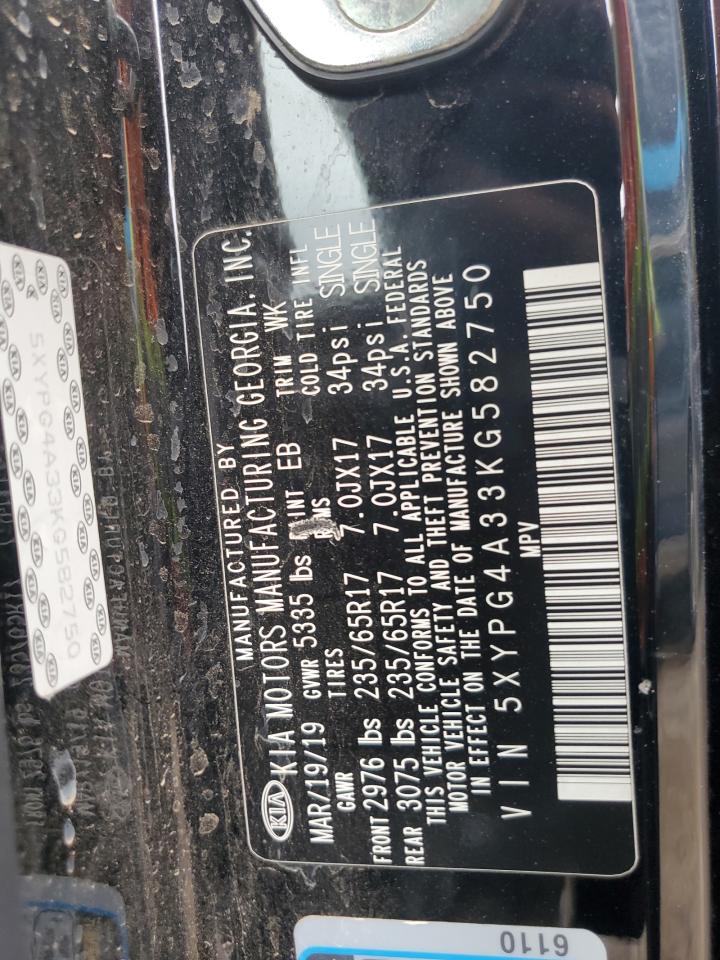 MANUFACTURED BY
KIA KIA MOTORS MANUFACTURING GEORGIA, INC.
MAR/19/19 GVWR 5335 lbs PAINT EB TRIM WK
GAWR TIRES RIMS COLD TIRE INFL
FRONT 2976 lbs 235/65R17 7.0JX17 34psi SINGLE
REAR 3075 lbs 235/65R17 7.0JX17 34psi SINGLE
THIS VEHICLE CONFORMS TO ALL APPLICABLE U.S.A. FEDERAL
MOTOR VEHICLE SAFETY AND THEFT PREVENTION STANDARDS
IN EFFECT ON THE DATE OF MANUFACTURE SHOWN ABOVE
VIN 5XYPG4A33KG582750
MPV
5XYPG4A33KG582750
6110